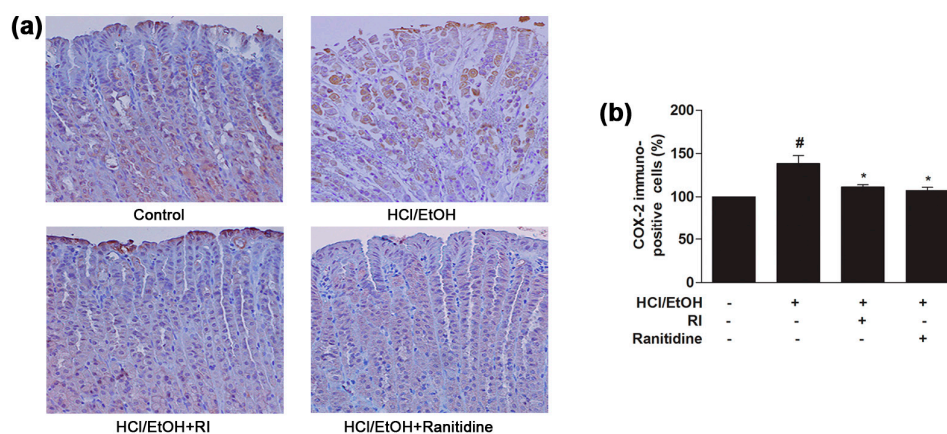 (a)
Control
HCl/EtOH
HCl/EtOH+RI
HCl/EtOH+Ranitidine
(b)
COX-2 immuno-
positive cells (%)
200
150
100
50
0
#
*
*
HCl/EtOH - + + +
RI - - + -
Ranitidine - - - +